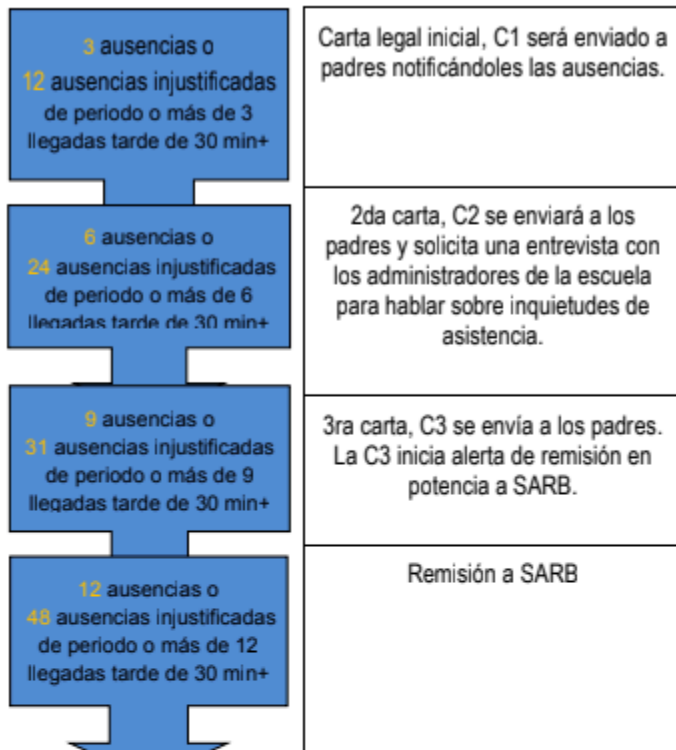 3 ausencias o
12 ausencias injustificadas
de periodo o más de 3
llegadas tarde de 30 min+
Carta legal inicial, C1 será enviado a
padres notificándoles las ausencias.
6 ausencias o
24 ausencias injustificadas
de periodo o más de 6
llegadas tarde de 30 min+
2da carta, C2 se enviará a los
padres y solicita una entrevista con
los administradores de la escuela
para hablar sobre inquietudes de
asistencia.
9 ausencias o
31 ausencias injustificadas
de periodo o más de 9
llegadas tarde de 30 min+
3ra carta, C3 se envía a los padres.
La C3 inicia alerta de remisión en
potencia a SARB.
12 ausencias o
48 ausencias injustificadas
de periodo o más de 12
llegadas tarde de 30 min+
Remisión a SARB